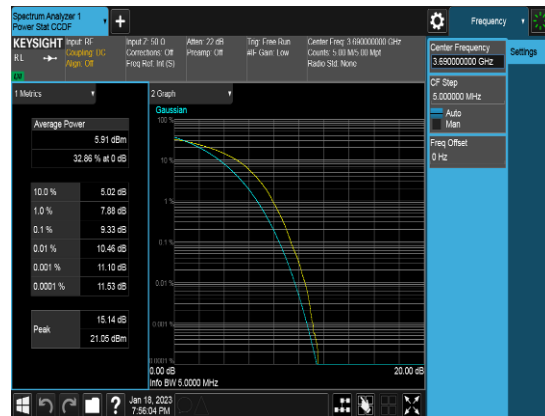 Spectrum Analyzer 1
Power Stat CCDF
Frequency
KEYSIGHT
Input: RF
Coupling: DC
Align: Off
Input Z: 50 Ω
Corrections: Off
Freq Ref: Int (S)
Atten: 22 dB
Preamp: Off
Trig: Free Run
#IF Gain: Low
Center Freq: 3.690000000 GHz
Counts: 5.00 M/5.00 Mpt
Radio Std: None
R L
Center Frequency
3.690000000 GHz
Settings
CF Step
5.000000 MHz
Auto
Man
Freq Offset
0 Hz
1 Metrics
2 Graph
Average Power
5.91 dBm
32.86 % at 0 dB
10.0 % 5.02 dB
1.0 % 7.88 dB
0.1 % 9.33 dB
0.01 % 10.46 dB
0.001 % 11.10 dB
0.0001 % 11.53 dB
Peak
15.14 dB
21.05 dBm
Gaussian
100 %
10 %
1 %
0.1 %
0.01 %
0.001 %
0.0001 %
0.00 dB
20.00 dB
Info BW 5.0000 MHz
?
Jan 18, 2023
7:56:04 PM